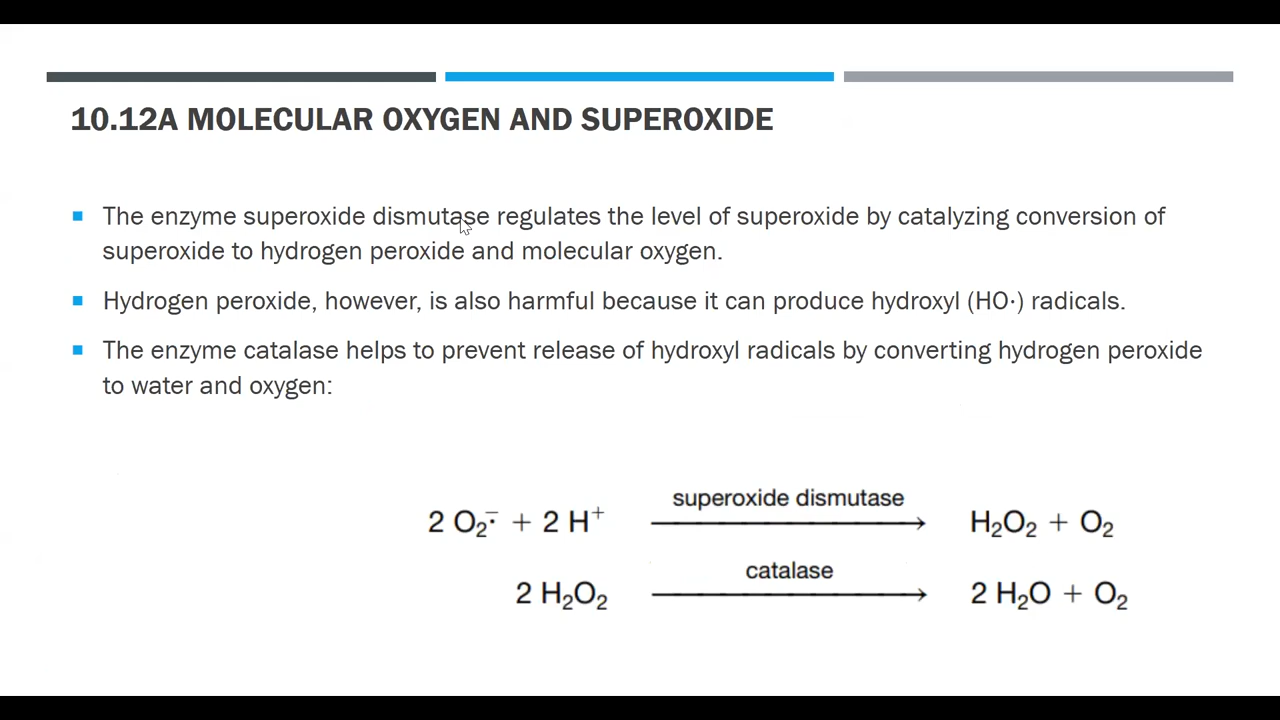 10.12A MOLECULAR OXYGEN AND SUPEROXIDE
The enzyme superoxide dismutase regulates the level of superoxide by catalyzing conversion of
superoxide to hydrogen peroxide and molecular oxygen.
Hydrogen peroxide, however, is also harmful because it can produce hydroxyl (HO·) radicals.
The enzyme catalase helps to prevent release of hydroxyl radicals by converting hydrogen peroxide
to water and oxygen:
superoxide dismutase
2 O₂⁻· + 2 H⁺ ⟶ H₂O₂ + O₂
catalase
2 H₂O₂ ⟶ 2 H₂O + O₂